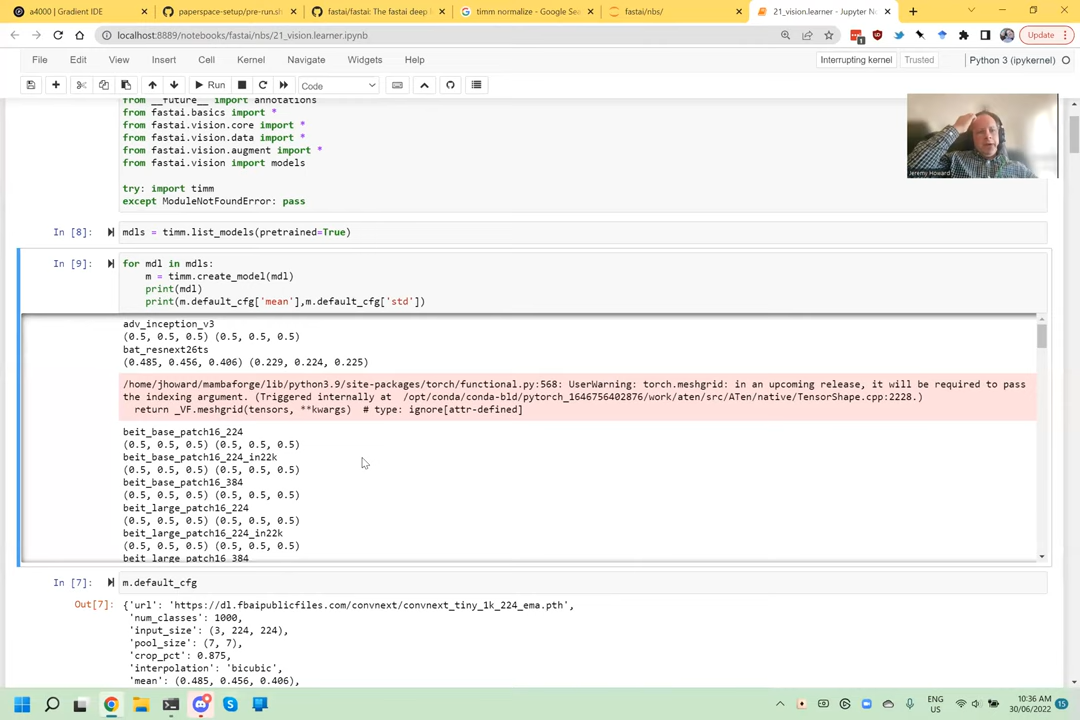 a4000 | Gradient IDE
paperspace-setup/pre-run.sh
fastai/fastai: The fastai deep l
timm normalize - Google Sea
fastai/nbs/
21_vision.learner - Jupyter No
localhost:8889/notebooks/fastai/nbs/21_vision.learner.ipynb
Update
File Edit View Insert Cell Kernel Navigate Widgets Help
Interrupting kernel Trusted Python 3 (ipykernel)
Run Code
from __future__ import annotations
from fastai.basics import *
from fastai.vision.core import *
from fastai.vision.data import *
from fastai.vision.augment import *
from fastai.vision import models
try: import timm
except ModuleNotFoundError: pass
Jeremy Howard
In [8]: mdls = timm.list_models(pretrained=True)
In [9]: for mdl in mdls:
m = timm.create_model(mdl)
print(mdl)
print(m.default_cfg['mean'],m.default_cfg['std'])
adv_inception_v3
(0.5, 0.5, 0.5) (0.5, 0.5, 0.5)
bat_resnext26ts
(0.485, 0.456, 0.406) (0.229, 0.224, 0.225)
/home/jhoward/mambaforge/lib/python3.9/site-packages/torch/functional.py:568: UserWarning: torch.meshgrid: in an upcoming release, it will be required to pass
the indexing argument. (Triggered internally at  /opt/conda/conda-bld/pytorch_1646756402876/work/aten/src/ATen/native/TensorShape.cpp:2228.)
return _VF.meshgrid(tensors, **kwargs)  # type: ignore[attr-defined]
beit_base_patch16_224
(0.5, 0.5, 0.5) (0.5, 0.5, 0.5)
beit_base_patch16_224_in22k
(0.5, 0.5, 0.5) (0.5, 0.5, 0.5)
beit_base_patch16_384
(0.5, 0.5, 0.5) (0.5, 0.5, 0.5)
beit_large_patch16_224
(0.5, 0.5, 0.5) (0.5, 0.5, 0.5)
beit_large_patch16_224_in22k
(0.5, 0.5, 0.5) (0.5, 0.5, 0.5)
beit_large_patch16_384
In [7]: m.default_cfg
Out[7]: {'url': 'https://dl.fbaipublicfiles.com/convnext/convnext_tiny_1k_224_ema.pth',
'num_classes': 1000,
'input_size': (3, 224, 224),
'pool_size': (7, 7),
'crop_pct': 0.875,
'interpolation': 'bicubic',
'mean': (0.485, 0.456, 0.406),
ENG
US
10:36 AM
30/06/2022
15